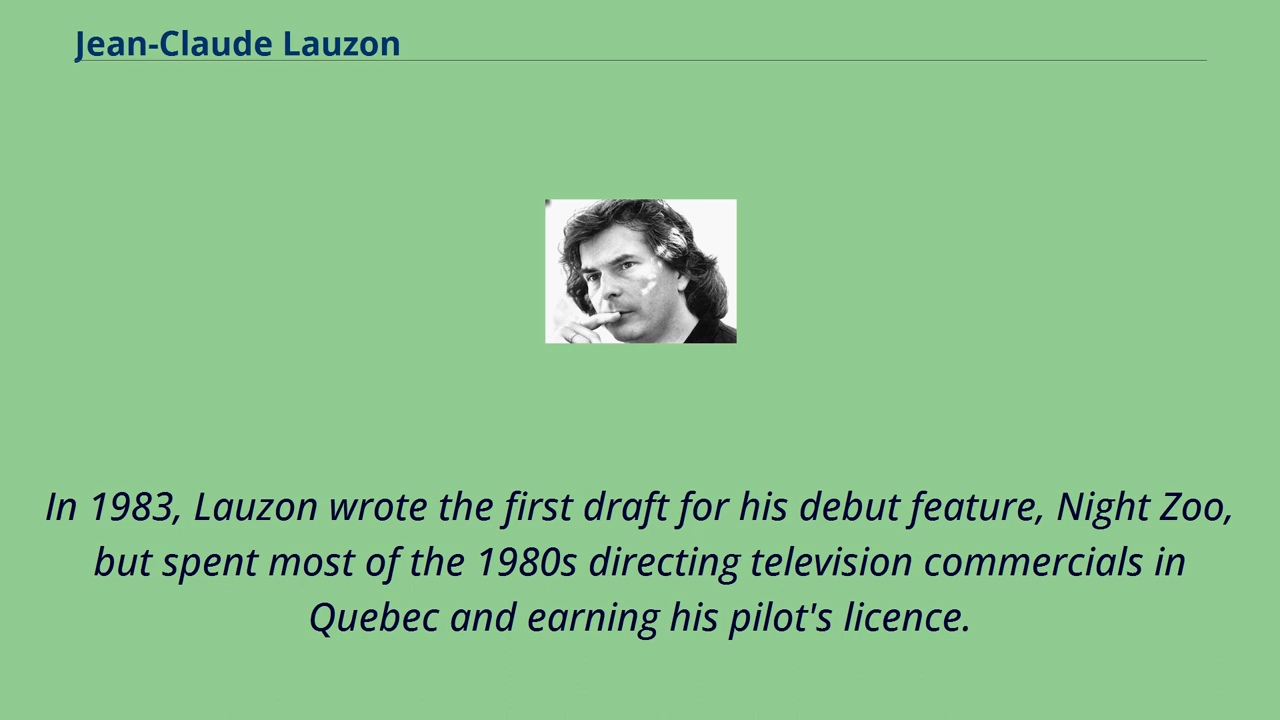 Jean-Claude Lauzon
In 1983, Lauzon wrote the first draft for his debut feature, Night Zoo,
but spent most of the 1980s directing television commercials in
Quebec and earning his pilot's licence.